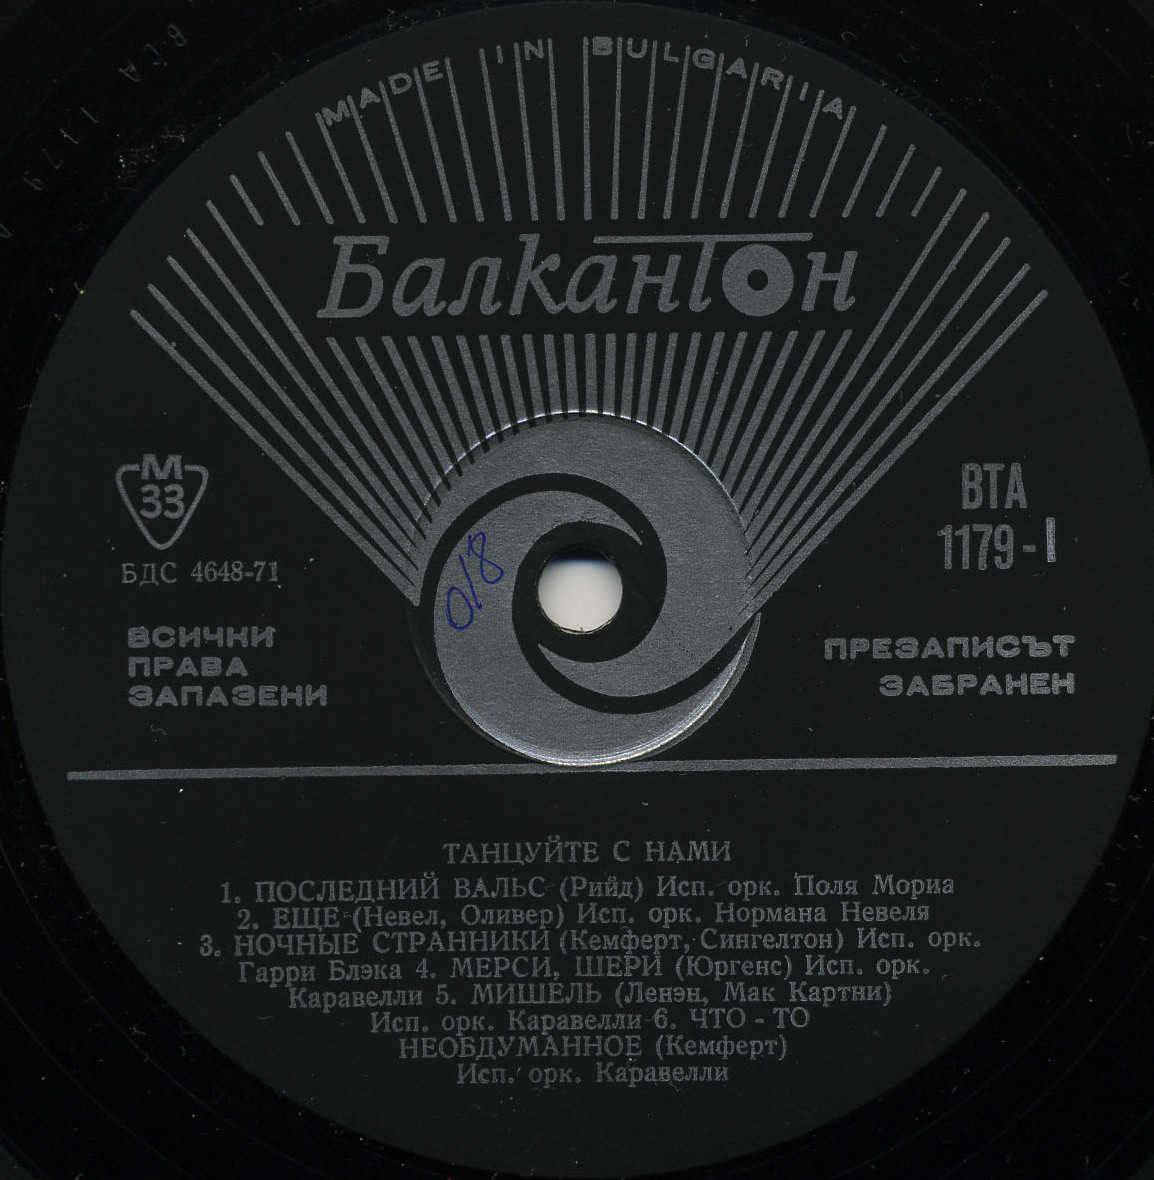 MADE IN BULGARIA
Балкантон
М
33
БДС 4648-71
ВСИЧКИ
ПРАВА
ЗАПАЗЕНИ
ВТА
1179-I
ПРЕЗАПИСЪТ
ЗАБРАНЕН
018
ТАНЦУЙТЕ С НАМИ
1. ПОСЛЕДНИЙ ВАЛЬС (Рийд) Исп. орк. Поля Мориа
2. ЕЩЕ (Невел, Оливер) Исп. орк. Нормана Невеля
3. НОЧНЫЕ СТРАННИКИ (Кемферт, Сингелтон) Исп. орк.
Гарри Блэка 4. МЕРСИ, ШЕРИ (Юргенс) Исп. орк.
Каравелли 5. МИШЕЛЬ (Ленэн, Мак Картни)
Исп. орк. Каравелли 6. ЧТО - ТО
НЕОБДУМАННОЕ (Кемферт)
Исп. орк. Каравелли